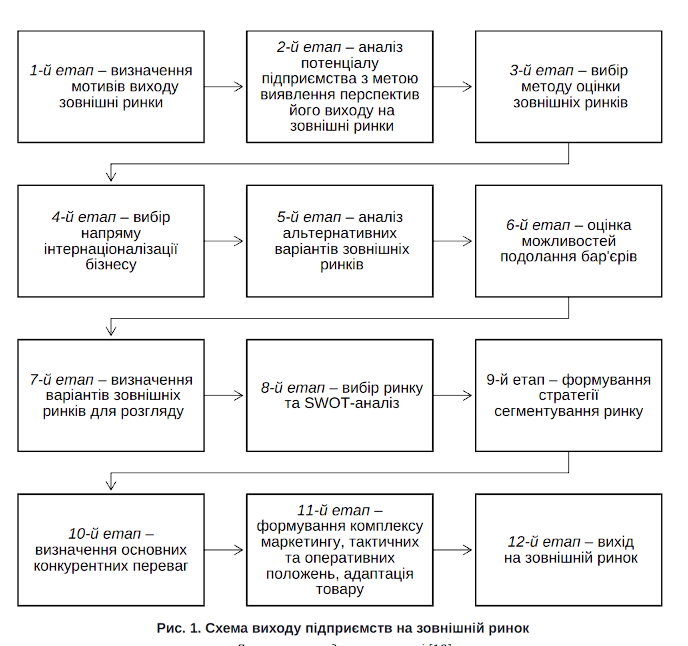 1-й етап – визначення
мотивів виходу
зовнішні ринки
2-й етап – аналіз
потенціалу
підприємства з метою
виявлення перспектив
його виходу на
зовнішні ринки
3-й етап – вибір
методу оцінки
зовнішніх ринків
4-й етап – вибір
напряму
інтернаціоналізації
бізнесу
5-й етап – аналіз
альтернативних
варіантів зовнішніх
ринків
6-й етап – оцінка
можливостей
подолання бар'єрів
7-й етап – визначення
варіантів зовнішніх
ринків для розгляду
8-й етап – вибір ринку
та SWOT-аналіз
9-й етап – формування
стратегії
сегментування ринку
10-й етап –
визначення основних
конкурентних переваг
11-й етап –
формування комплексу
маркетингу, тактичних
та оперативних
положень, адаптація
товару
12-й етап – вихід
на зовнішній ринок
Рис. 1. Схема виходу підприємств на зовнішній ринок